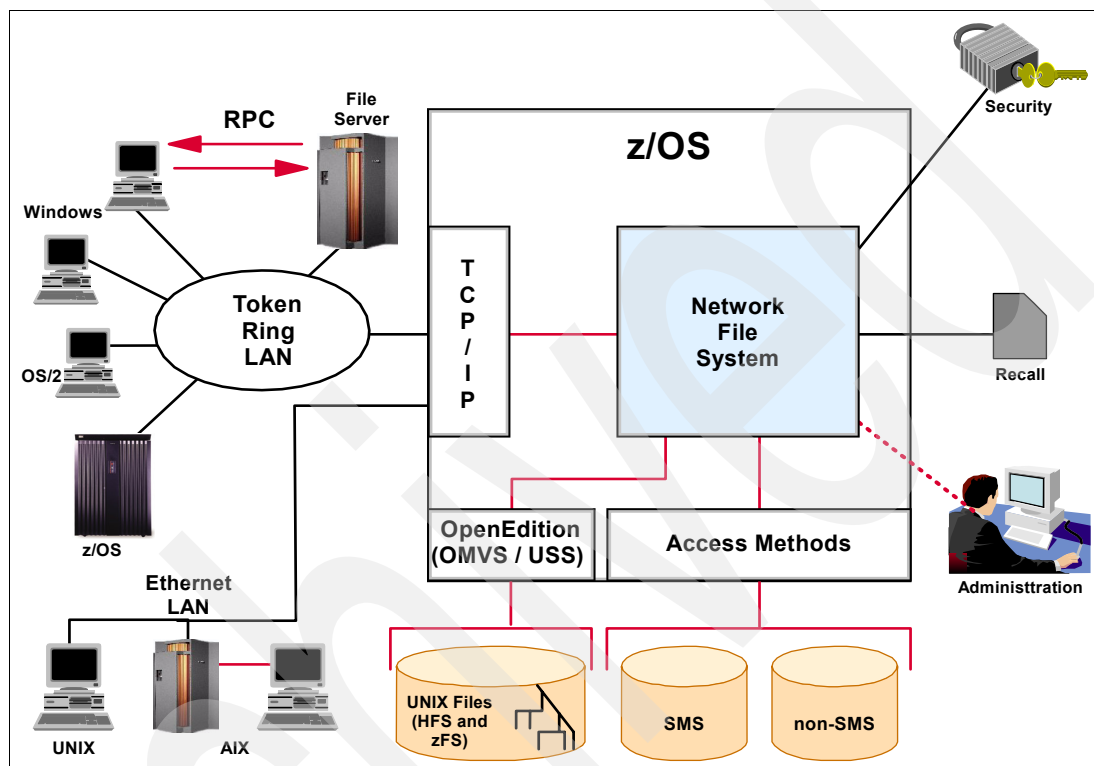 Security
RPC
File
Server
z/OS
Windows
T
C
P
/
I
P
Network
File
System
Token
Ring
LAN
OS/2
Recall
z/OS
OpenEdition
(OMVS / USS)
Access Methods
Administtration
Ethernet
LAN
UNIX
AIX
UNIX Files
(HFS and
zFS)
SMS
non-SMS